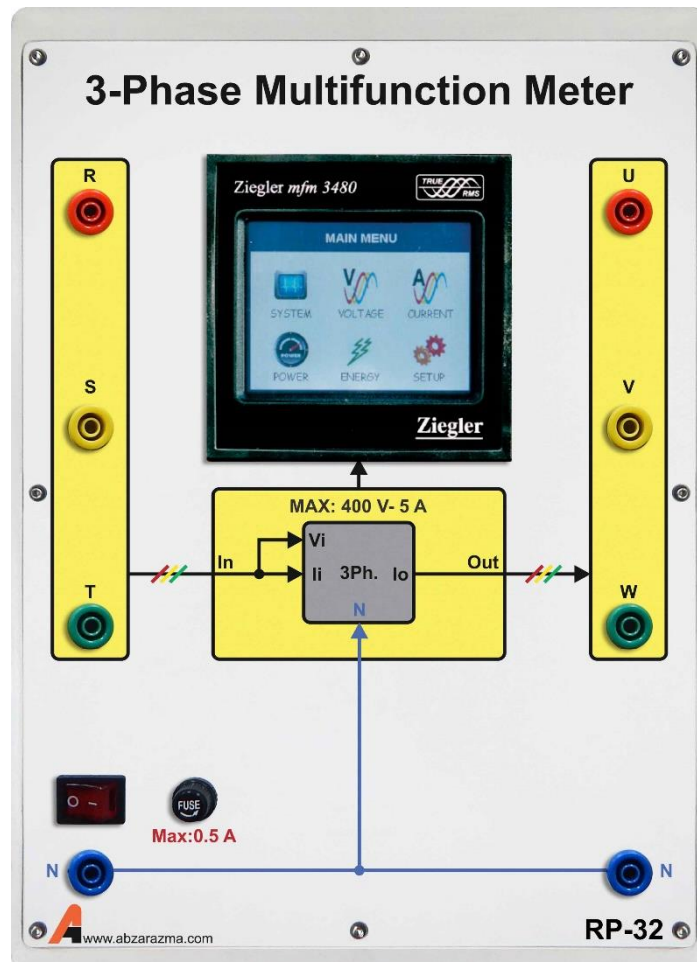 3-Phase Multifunction Meter
R
U
Ziegler mfm 3480
TRUE
RMS
MAIN MENU
SYSTEM
VOLTAGE
CURRENT
POWER
POWER
ENERGY
SETUP
S
V
Ziegler
MAX: 400 V- 5 A
In
Vi
Ii
3Ph.
Io
Out
N
T
W
O –
FUSE
Max:0.5 A
N
N
www.abzarazma.com
RP-32